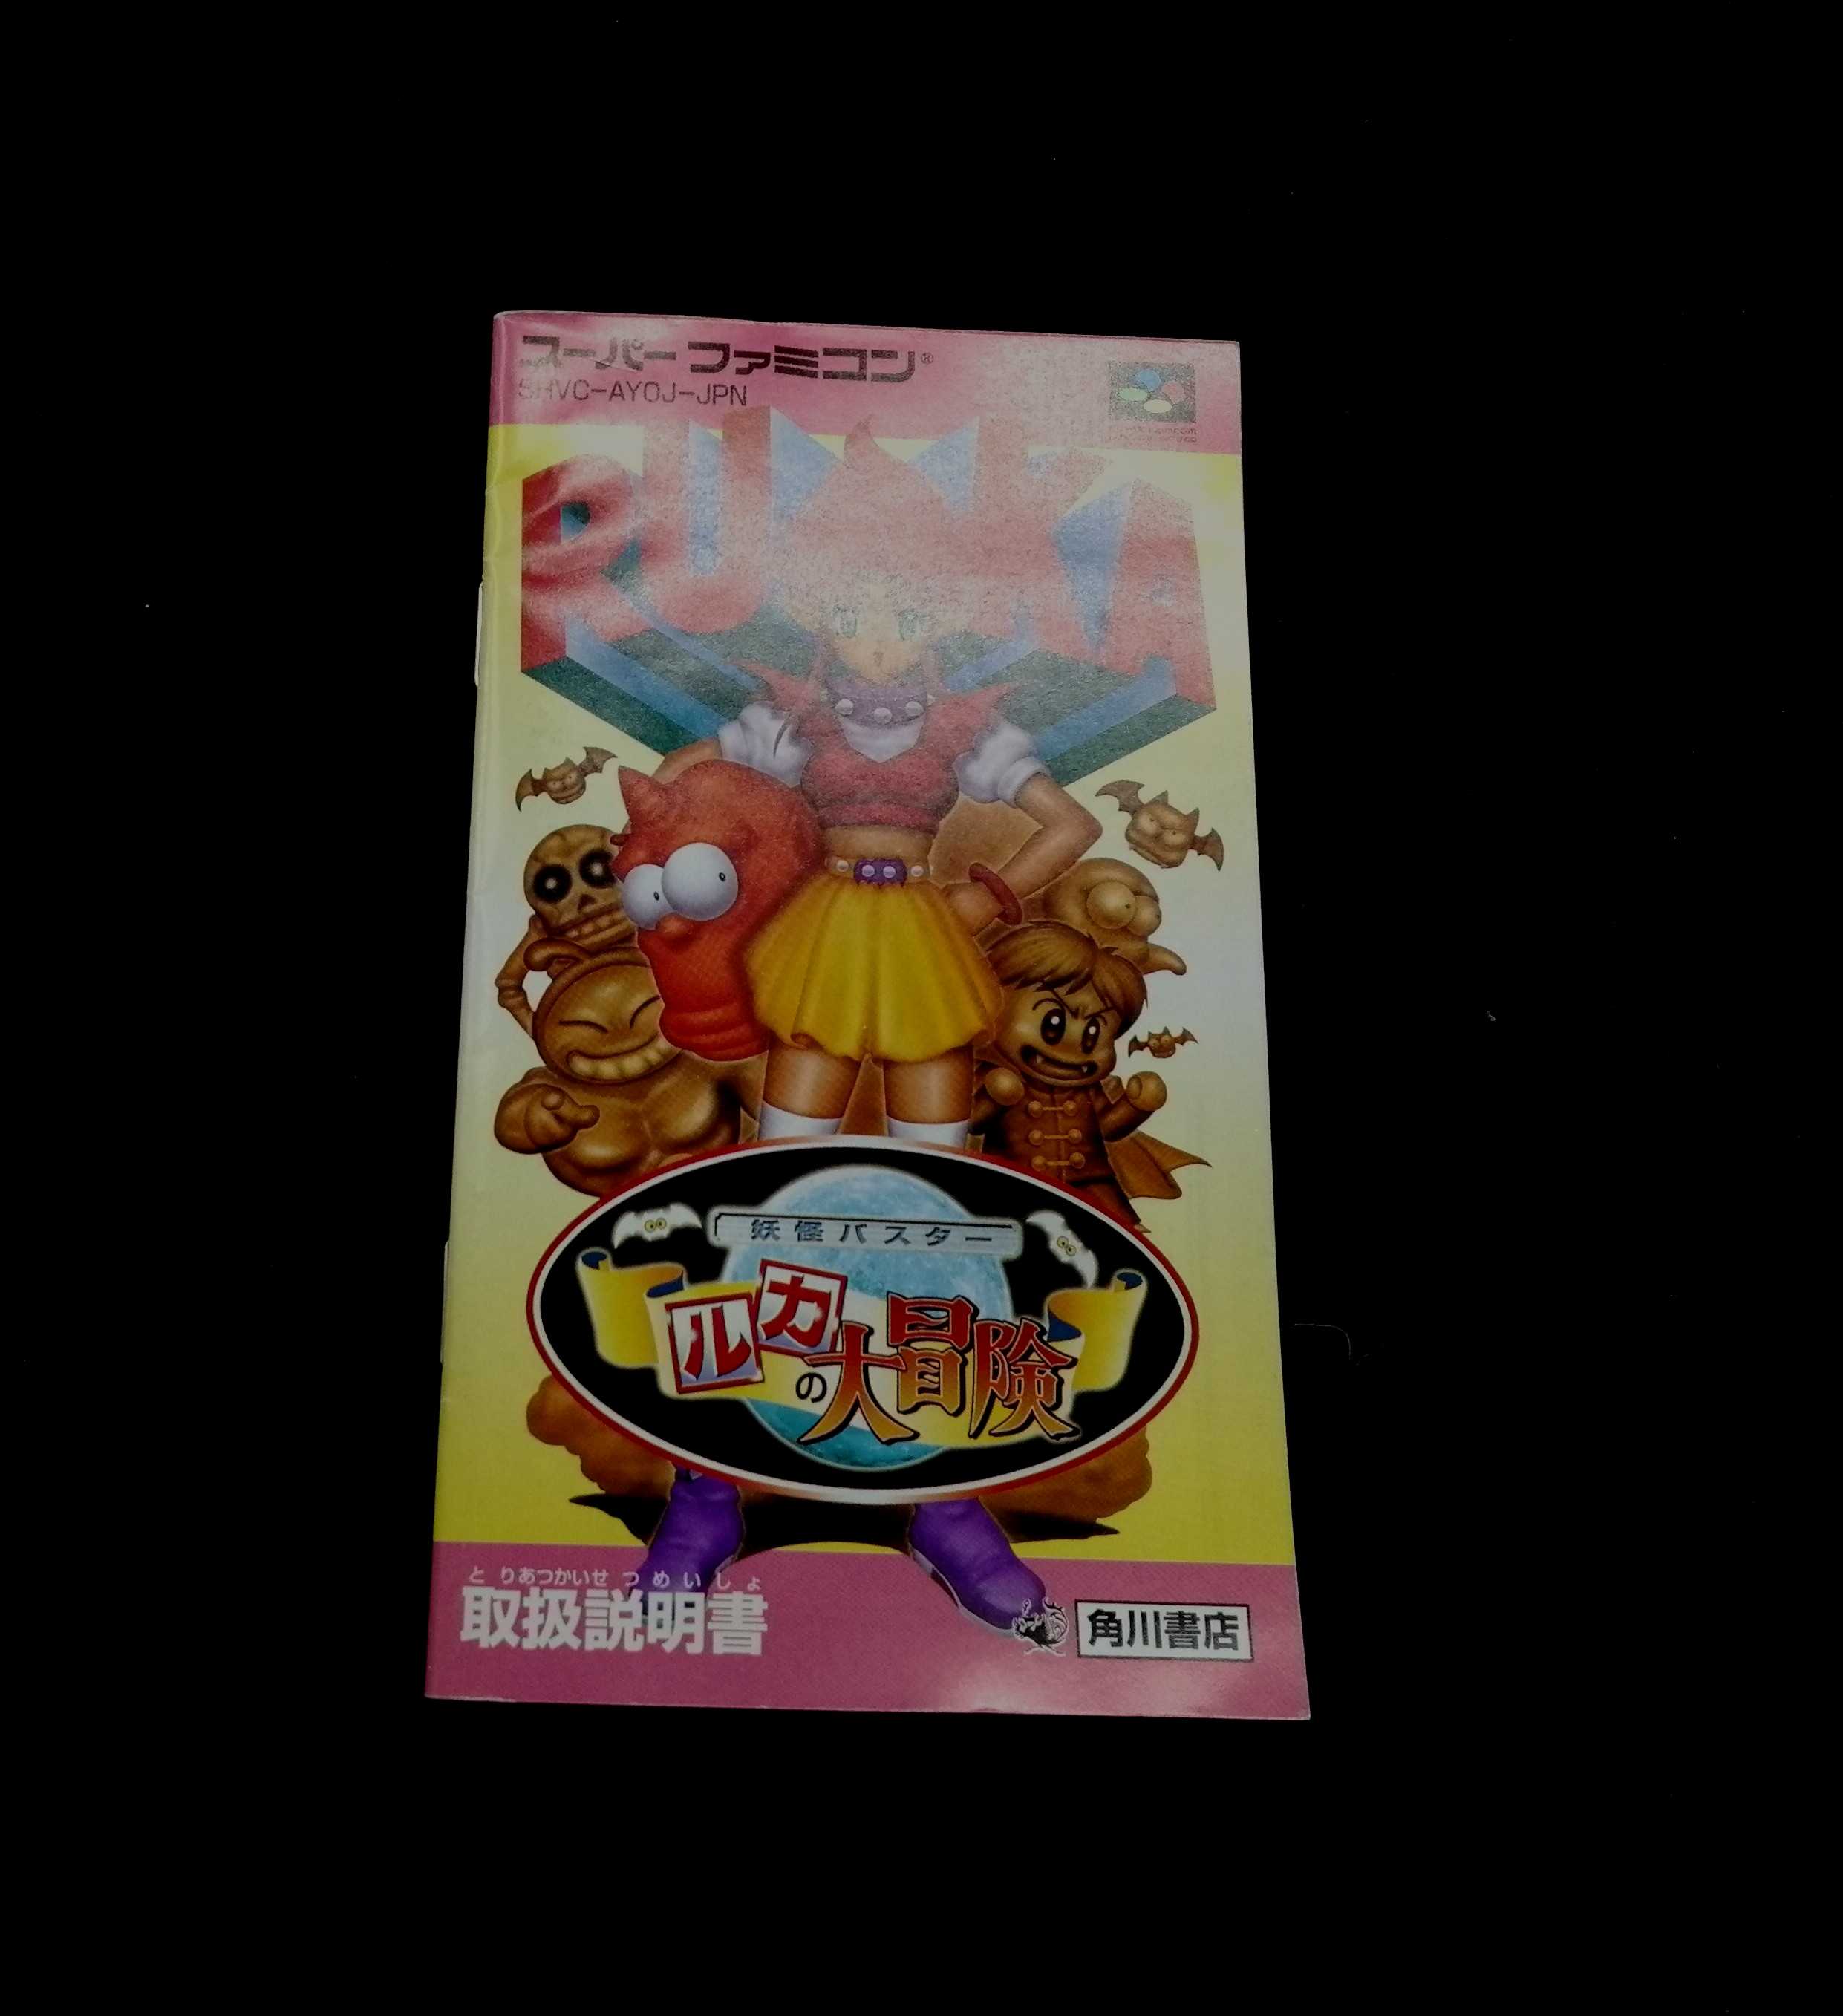 スーパーファミコン®
SHVC-AYOJ-JPN
RUKA
妖怪バスター
ルカの大冒険
とりあつかいせつめいしょ
取扱説明書
角川書店